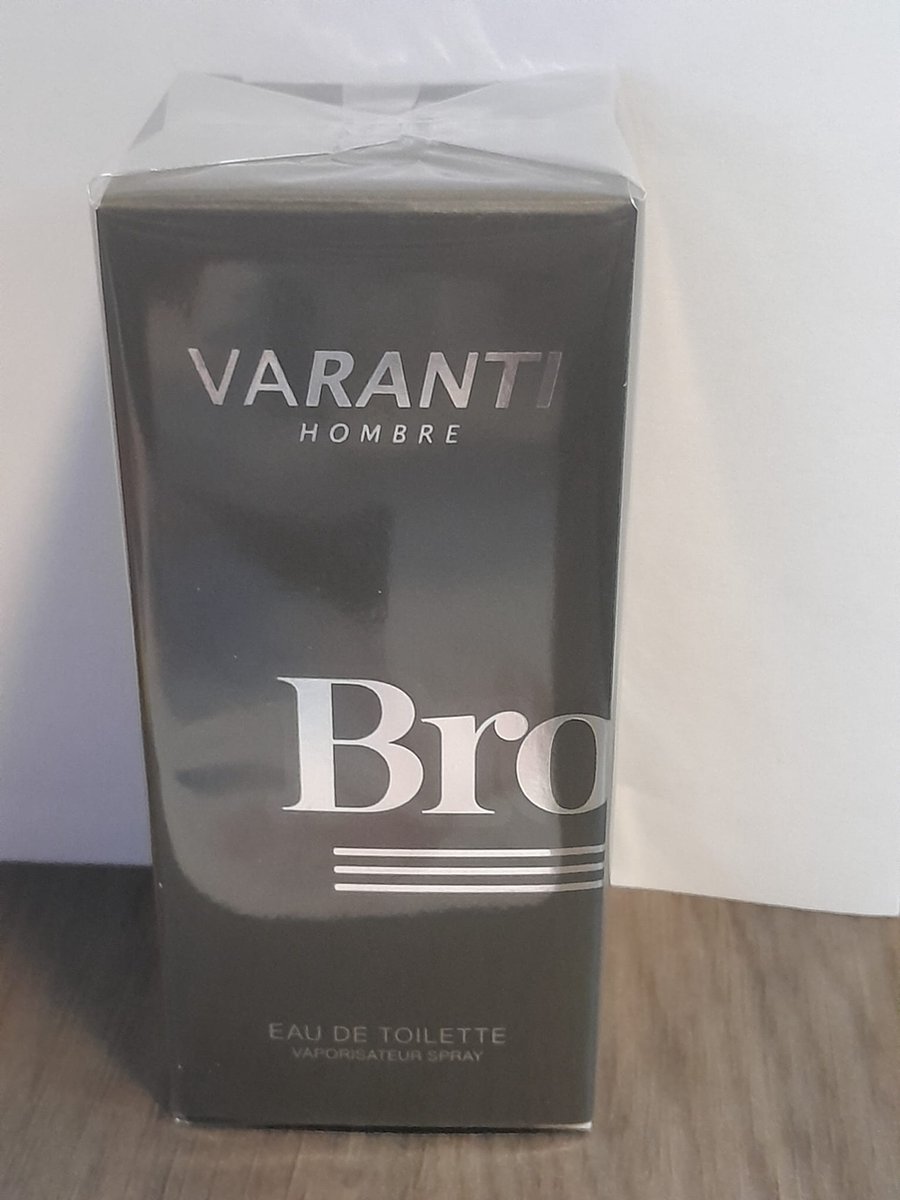 VARANTI
HOMBRE
Bro
EAU DE TOILETTE
VAPORISATEUR SPRAY